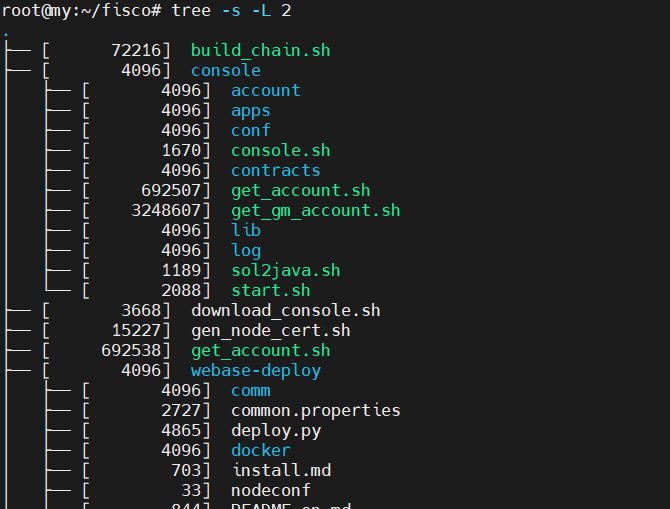 root@my:~/fisco# tree -s -L 2
.
├── [      72216]  build_chain.sh
├── [       4096]  console
│   ├── [       4096]  account
│   ├── [       4096]  apps
│   ├── [       4096]  conf
│   ├── [       1670]  console.sh
│   ├── [       4096]  contracts
│   ├── [     692507]  get_account.sh
│   ├── [    3248607]  get_gm_account.sh
│   ├── [       4096]  lib
│   ├── [       4096]  log
│   ├── [       1189]  sol2java.sh
│   └── [       2088]  start.sh
├── [       3668]  download_console.sh
├── [      15227]  gen_node_cert.sh
├── [     692538]  get_account.sh
├── [       4096]  webase-deploy
│   ├── [       4096]  comm
│   ├── [       2727]  common.properties
│   ├── [       4865]  deploy.py
│   ├── [       4096]  docker
│   ├── [        703]  install.md
│   ├── [         33]  nodeconf
│   ├── [        844]  README_en.md